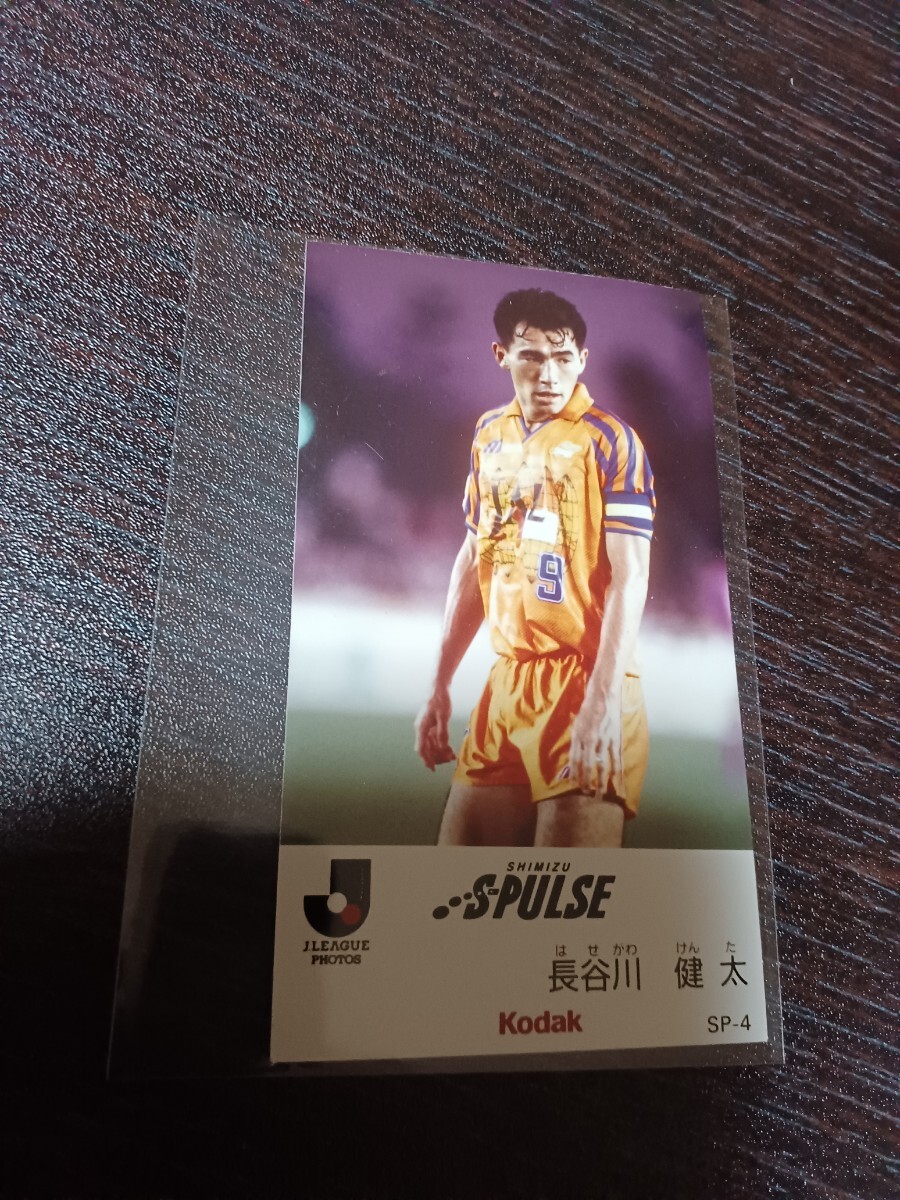 9
SHIMIZU
S-PULSE
J.LEAGUE
PHOTOS
は せ がわ けん た
長谷川 健太
Kodak
SP-4